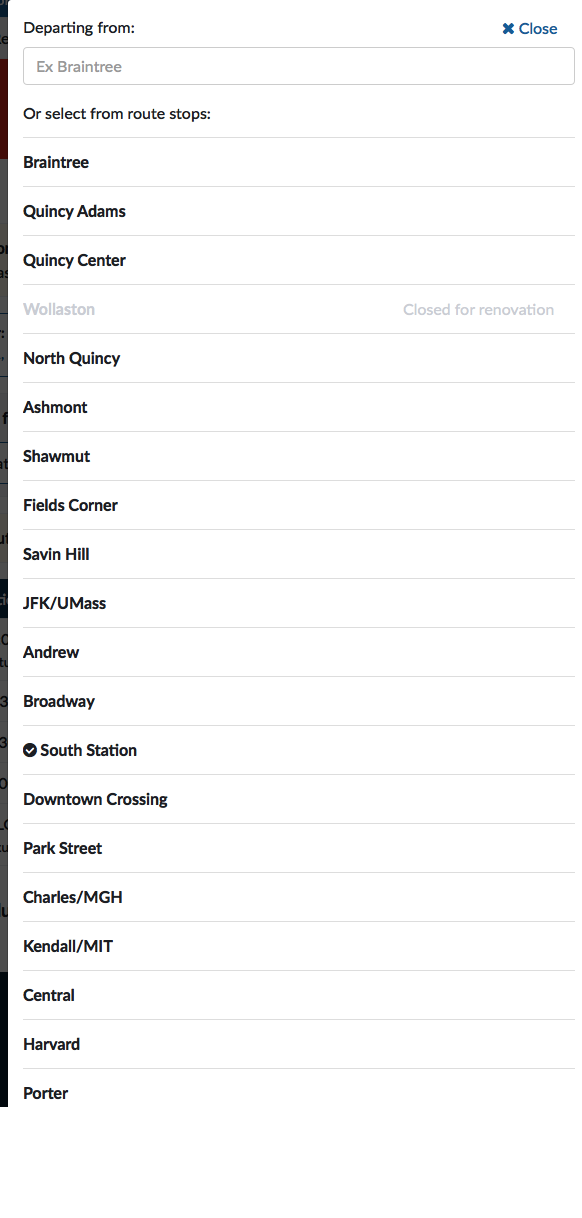 Departing from:
Close
Ex Braintree
Or select from route stops:
Braintree
Quincy Adams
Quincy Center
Wollaston Closed for renovation
North Quincy
Ashmont
Shawmut
Fields Corner
Savin Hill
JFK/UMass
Andrew
Broadway
South Station
Downtown Crossing
Park Street
Charles/MGH
Kendall/MIT
Central
Harvard
Porter